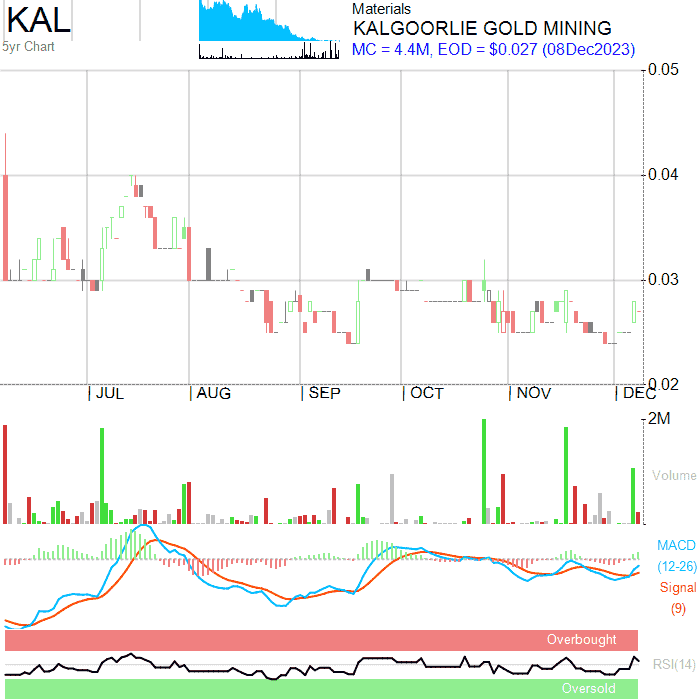 KAL
5yr Chart
Materials
KALGOORLIE GOLD MINING
MC = 4.4M, EOD = $0.027 (08Dec2023)
0.05
0.04
0.03
0.02
JUL AUG SEP OCT NOV DEC
2M
Volume
MACD
(12-26)
Signal
(9)
Overbought
RSI(14)
Oversold